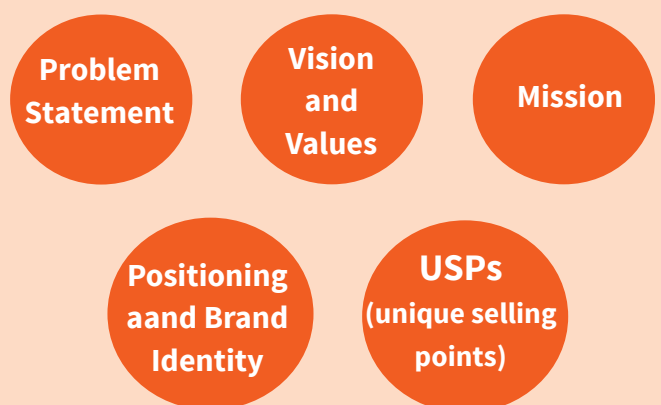 Problem
Statement
Vision
and
Values
Mission
Positioning
aand Brand
Identity
USPs
(unique selling
points)